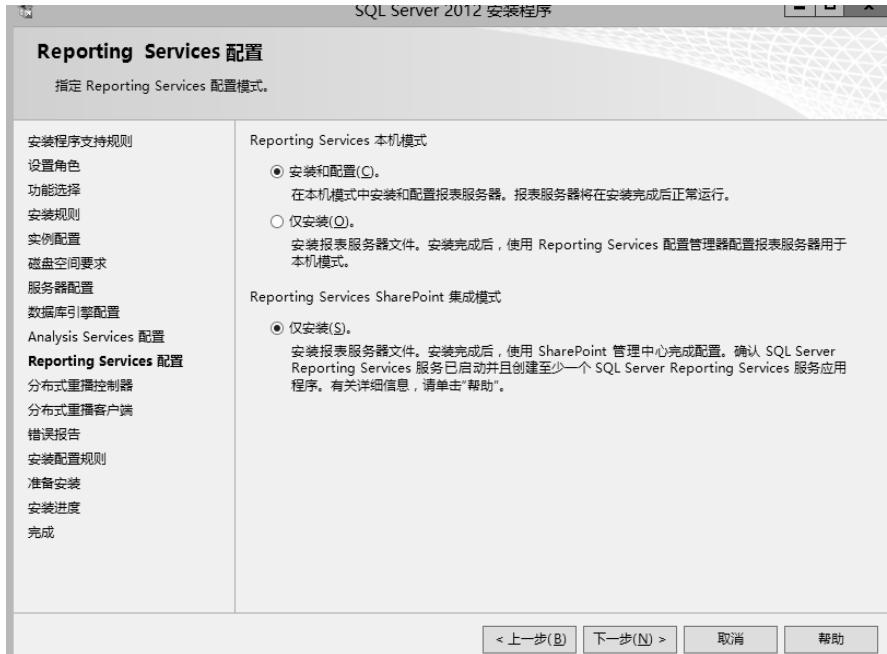 SQL Server 2012 安装程序
Reporting Services 配置
指定 Reporting Services 配置模式。
安装程序支持规则
设置角色
功能选择
安装规则
实例配置
磁盘空间要求
服务器配置
数据库引擎配置
Analysis Services 配置
Reporting Services 配置
分布式重播控制器
分布式重播客户端
错误报告
安装配置规则
准备安装
安装进度
完成
Reporting Services 本机模式
安装和配置(C)。
在本机模式中安装和配置报表服务器。报表服务器将在安装完成后正常运行。
仅安装(O)。
安装报表服务器文件。安装完成后，使用 Reporting Services 配置管理器配置报表服务器用于
本机模式。
Reporting Services SharePoint 集成模式
仅安装(S)。
安装报表服务器文件。安装完成后，使用 SharePoint 管理中心完成配置。确认 SQL Server
Reporting Services 服务已启动并且创建至少一个 SQL Server Reporting Services 服务应用
程序。有关详细信息，请单击"帮助"。
< 上一步(B)
下一步(N) >
取消
帮助